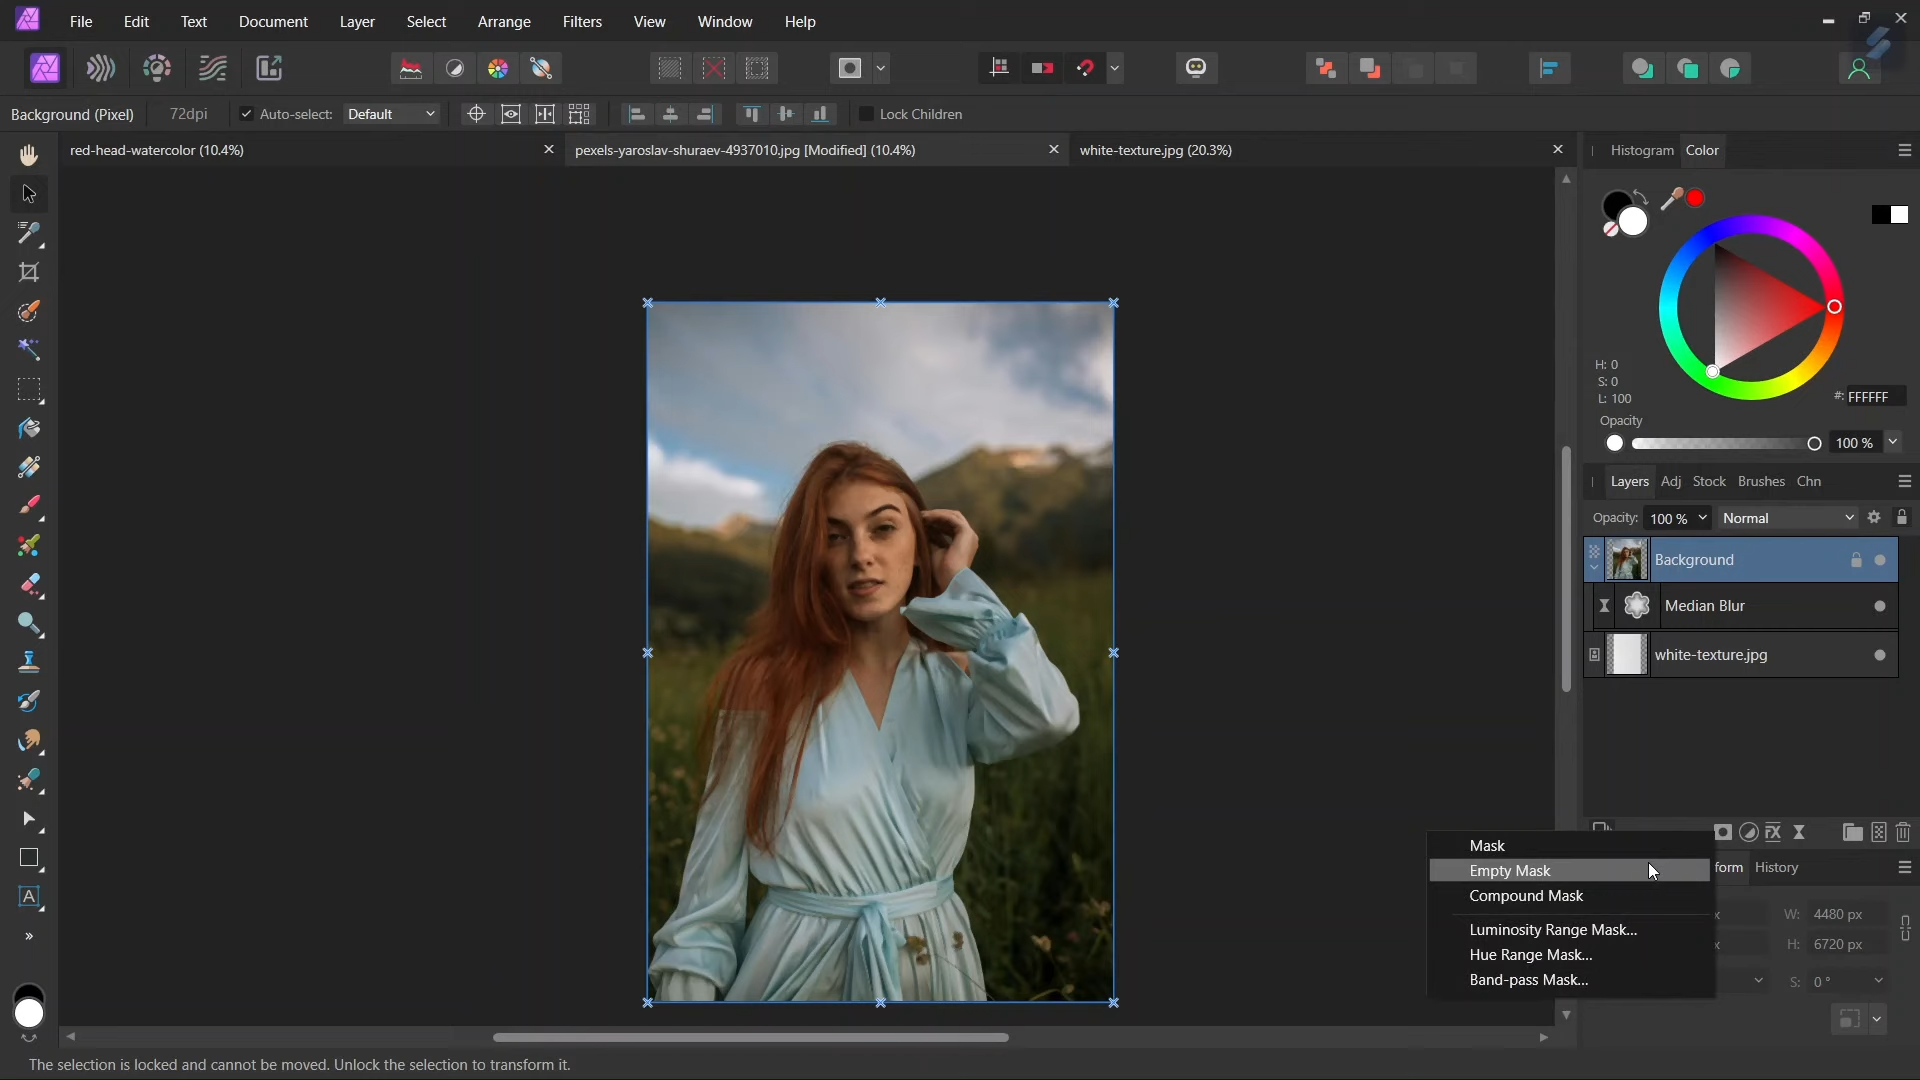 File Edit Text Document Layer Select Arrange Filters View Window Help
Background (Pixel) 72dpi Auto-select: Default Lock Children
red-head-watercolor (10.4%) pexels-yaroslav-shuraev-4937010.jpg [Modified] (10.4%) white-texture.jpg (20.3%)
Histogram Color
H: 0
S: 0
L: 100
#: FFFFFF
Opacity
100 %
Layers Adj Stock Brushes Chn
Opacity: 100 % Normal
Background
Median Blur
white-texture.jpg
FX
Mask
Empty Mask
Compound Mask
Luminosity Range Mask...
Hue Range Mask...
Band-pass Mask...
form History
x W: 4480 px
x H: 6720 px
S: 0 °
The selection is locked and cannot be moved. Unlock the selection to transform it.